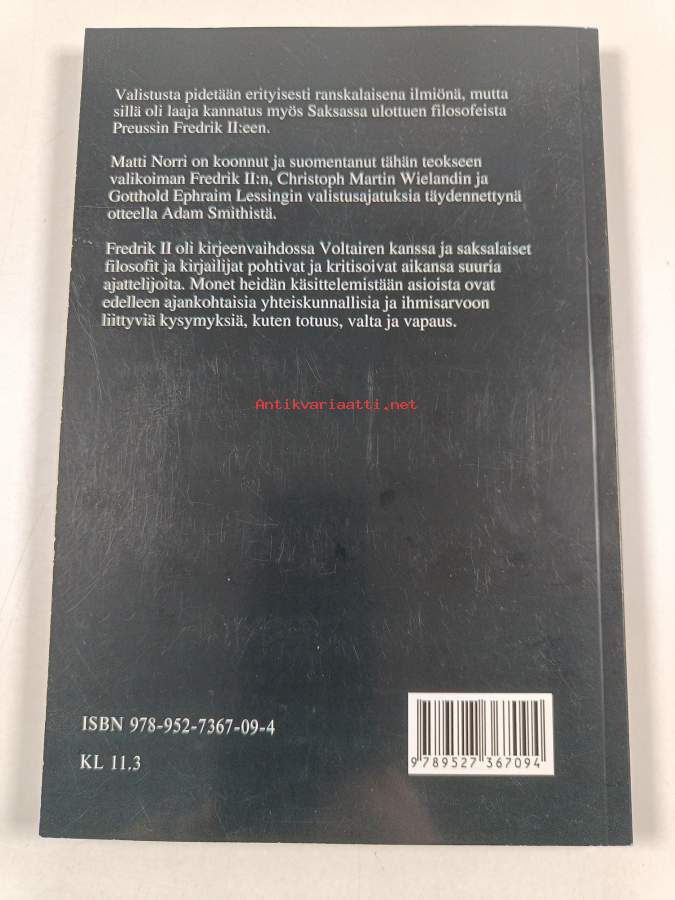 Valistusta pidetään erityisesti ranskalaisena ilmiönä, mutta
sillä oli laaja kannatus myös Saksassa ulottuen filosofeista
Preussin Fredrik II:een.
Matti Norri on koonnut ja suomentanut tähän teokseen
valikoiman Fredrik II:n, Christoph Martin Wielandin ja
Gotthold Ephraim Lessingin valistusajatuksia täydennettynä
otteella Adam Smithistä.
Fredrik II oli kirjeenvaihdossa Voltairen kanssa ja saksalaiset
filosofit ja kirjailijat pohtivat ja kritisoivat aikansa suuria
ajattelijoita. Monet heidän käsittelemistään asioista ovat
edelleen ajankohtaisia yhteiskunnallisia ja ihmisarvoon
liittyviä kysymyksiä, kuten totuus, valta ja vapaus.
Antikvariaatti.net
ISBN 978-952-7367-09-4
KL 11.3
9 789527 367094